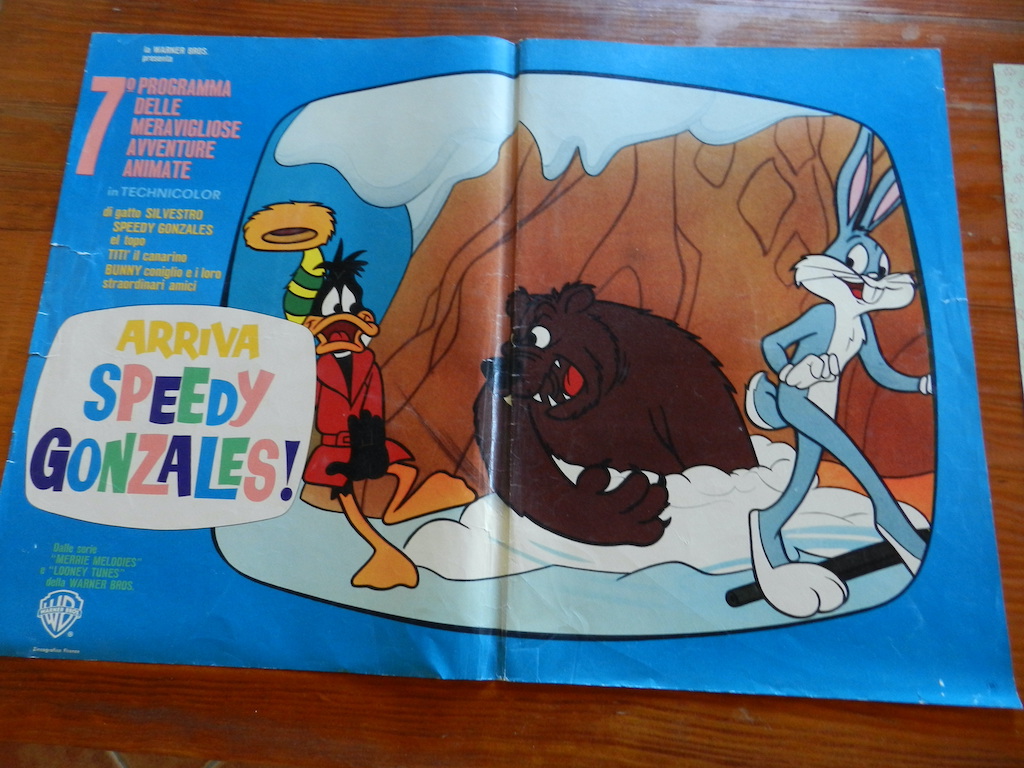 la WARNER BROS.
presenta
7º PROGRAMMA
DELLE
MERAVIGLIOSE
AVVENTURE
ANIMATE
in TECHNICOLOR
di gatto SILVESTRO
SPEEDY GONZALES
el topo
TITI' il canarino
BUNNY coniglio e i loro
straordinari amici
ARRIVA
SPEEDY
GONZALES!
Dalle serie
"MERRIE MELODIES"
e "LOONEY TUNES"
della WARNER BROS.
WARNER BROS.
WB